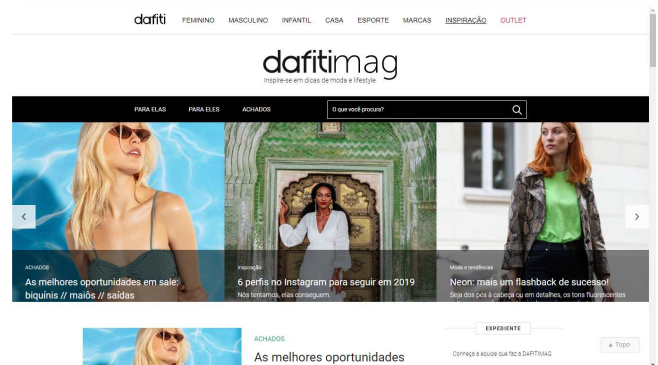 dafiti FEMININO MASCULINO INFANTIL CASA ESPORTE MARCAS INSPIRAÇÃO OUTLET
dafitimag
Inspire-se em dicas de moda e lifestyle
PARA ELAS PARA ELES ACHADOS O que você procura?
ACHADOS
As melhores oportunidades em sale:
biquínis // maiôs // saídas
Inspiração
6 perfis no Instagram para seguir em 2019
Nós tentamos, elas conseguem.
Moda e tendências
Neon: mais um flashback de sucesso!
Seja dos pés à cabeça ou em detalhes, os tons fluorescentes
ACHADOS
As melhores oportunidades
EXPEDIENTE
Conheça a equipe que faz a DAFITIMAG
Topo